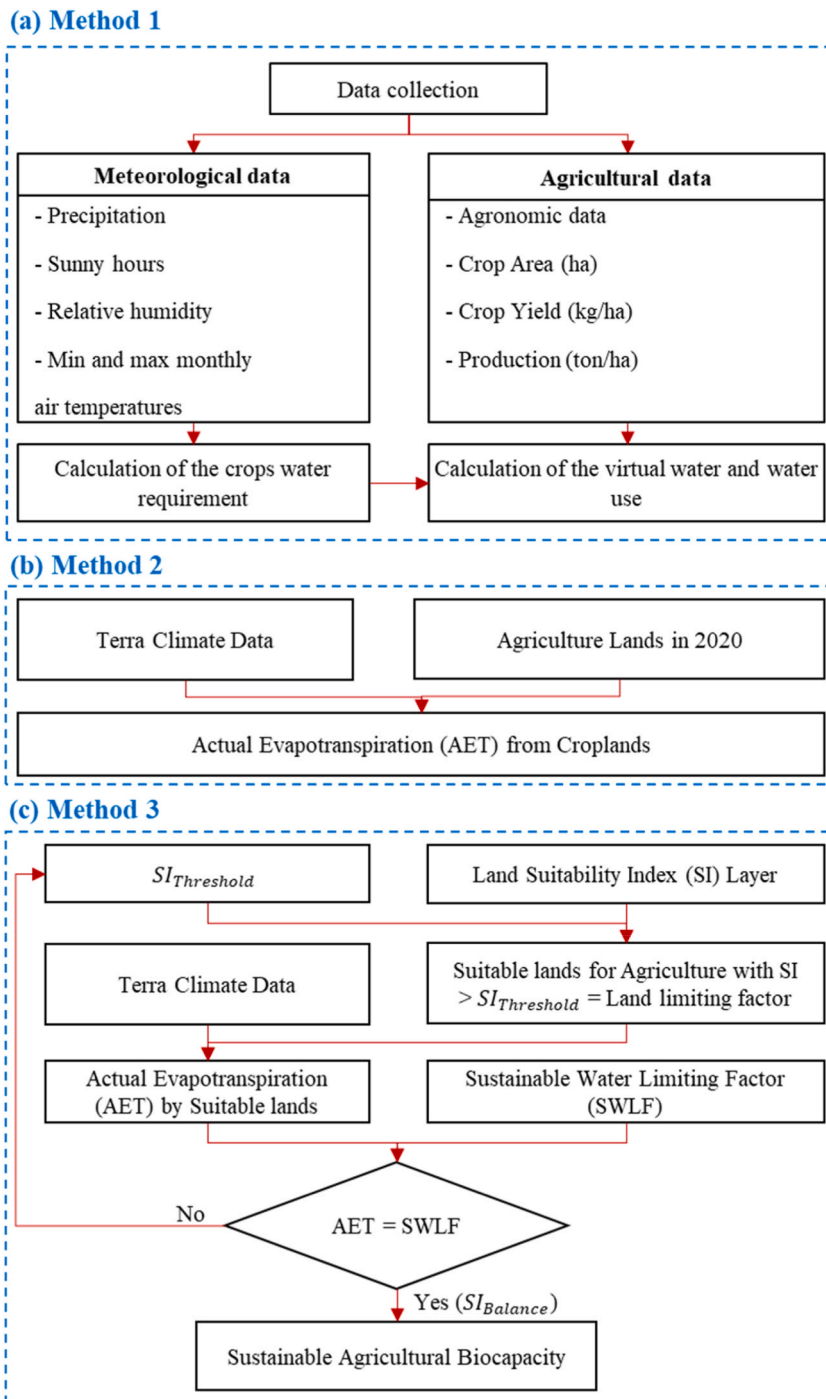 (a) Method 1
Data collection
Meteorological data
- Precipitation
- Sunny hours
- Relative humidity
- Min and max monthly
air temperatures
Agricultural data
- Agronomic data
- Crop Area (ha)
- Crop Yield (kg/ha)
- Production (ton/ha)
Calculation of the crops water
requirement
Calculation of the virtual water and water
use
(b) Method 2
Terra Climate Data
Agriculture Lands in 2020
Actual Evapotranspiration (AET) from Croplands
(c) Method 3
SI_Threshold
Land Suitability Index (SI) Layer
Terra Climate Data
Suitable lands for Agriculture with SI
> SI_Threshold = Land limiting factor
Actual Evapotranspiration
(AET) by Suitable lands
Sustainable Water Limiting Factor
(SWLF)
No
AET = SWLF
Yes (SI_Balance)
Sustainable Agricultural Biocapacity